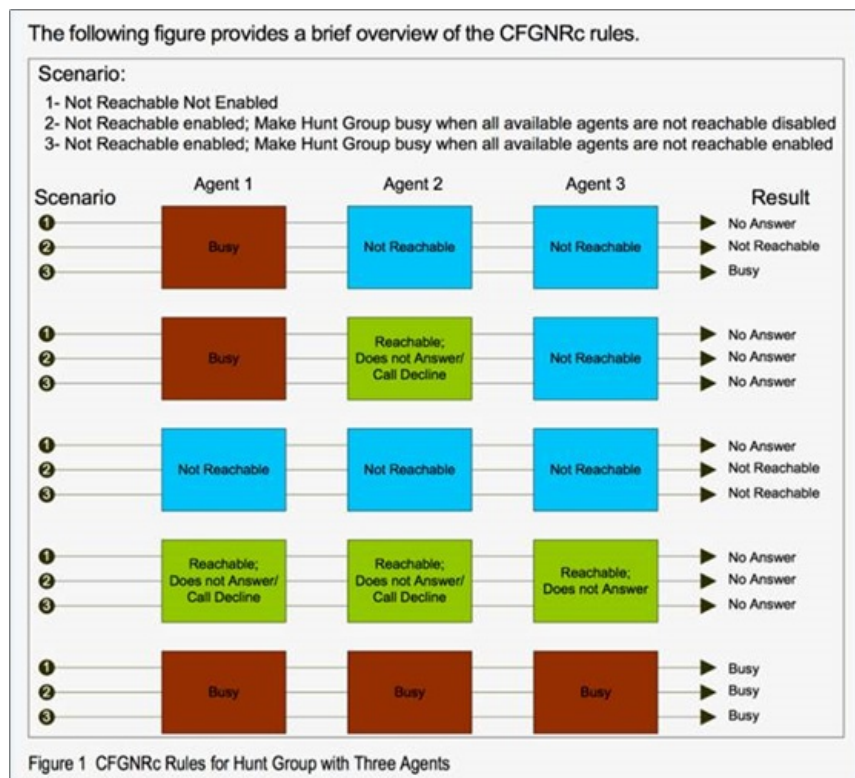 The following figure provides a brief overview of the CFGNRc rules.
Scenario:
1- Not Reachable Not Enabled
2- Not Reachable enabled; Make Hunt Group busy when all available agents are not reachable disabled
3- Not Reachable enabled; Make Hunt Group busy when all available agents are not reachable enabled
Scenario
Agent 1
Agent 2
Agent 3
Result
1
2
3
Busy
Not Reachable
Not Reachable
No Answer
Not Reachable
Busy
1
2
3
Busy
Reachable;
Does not Answer/
Call Decline
Not Reachable
No Answer
No Answer
No Answer
1
2
3
Not Reachable
Not Reachable
Not Reachable
No Answer
Not Reachable
Not Reachable
1
2
3
Reachable;
Does not Answer/
Call Decline
Reachable;
Does not Answer/
Call Decline
Reachable;
Does not Answer
No Answer
No Answer
No Answer
1
2
3
Busy
Busy
Busy
Busy
Busy
Busy
Figure 1 CFGNRc Rules for Hunt Group with Three Agents